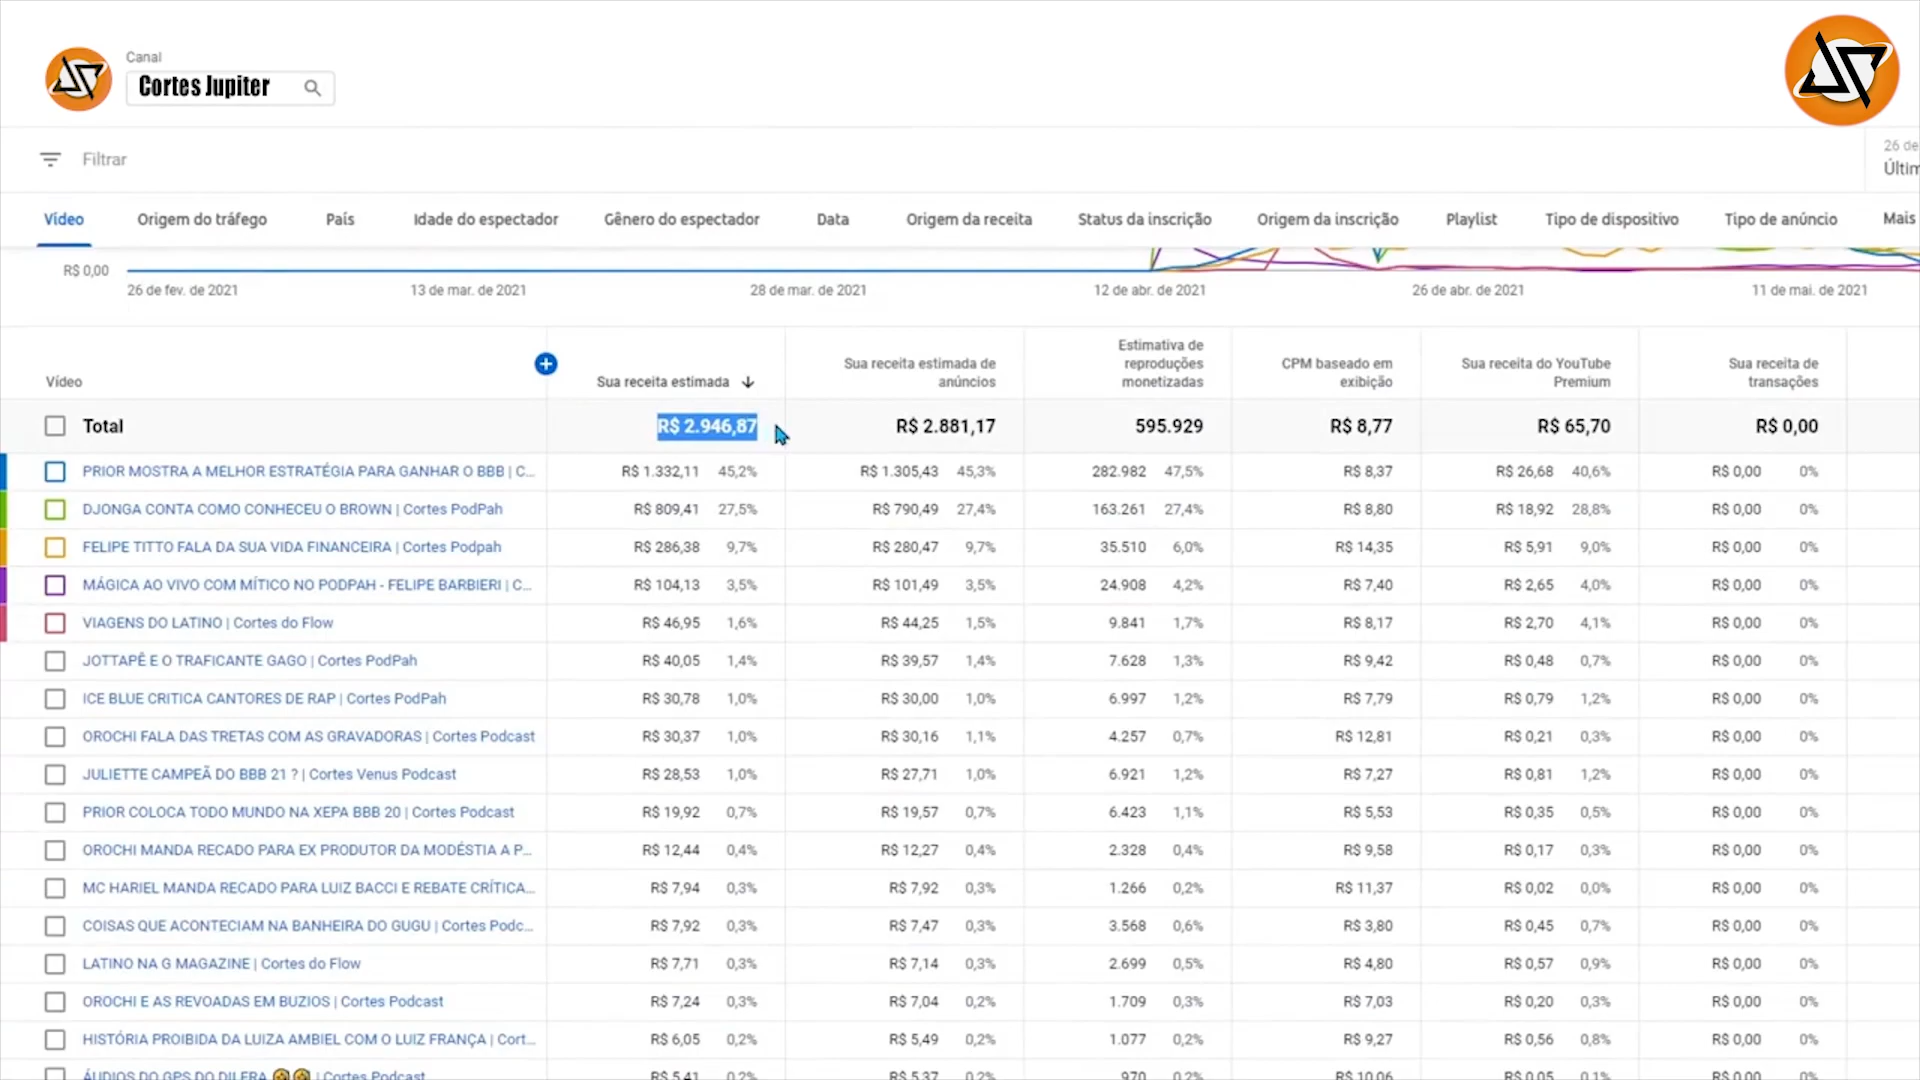 Canal
Cortes Jupiter
Filtrar
26 de
Últim
Vídeo Origem do tráfego País Idade do espectador Gênero do espectador Data Origem da receita Status da inscrição Origem da inscrição Playlist Tipo de dispositivo Tipo de anúncio Mais
R$ 0,00
26 de fev. de 2021 13 de mar. de 2021 28 de mar. de 2021 12 de abr. de 2021 26 de abr. de 2021 11 de mai. de 2021
Vídeo
Sua receita estimada
Sua receita estimada de
anúncios
Estimativa de
reproduções
monetizadas
CPM baseado em
exibição
Sua receita do YouTube
Premium
Sua receita de
transações
Total R$ 2.946,87 R$ 2.881,17 595.929 R$ 8,77 R$ 65,70 R$ 0,00
PRIOR MOSTRA A MELHOR ESTRATÉGIA PARA GANHAR O BBB | C... R$ 1.332,11 45,2% R$ 1.305,43 45,3% 282.982 47,5% R$ 8,37 R$ 26,68 40,6% R$ 0,00 0%
DJONGA CONTA COMO CONHECEU O BROWN | Cortes PodPah R$ 809,41 27,5% R$ 790,49 27,4% 163.261 27,4% R$ 8,80 R$ 18,92 28,8% R$ 0,00 0%
FELIPE TITTO FALA DA SUA VIDA FINANCEIRA | Cortes Podpah R$ 286,38 9,7% R$ 280,47 9,7% 35.510 6,0% R$ 14,35 R$ 5,91 9,0% R$ 0,00 0%
MÁGICA AO VIVO COM MÍTICO NO PODPAH - FELIPE BARBIERI | C... R$ 104,13 3,5% R$ 101,49 3,5% 24.908 4,2% R$ 7,40 R$ 2,65 4,0% R$ 0,00 0%
VIAGENS DO LATINO | Cortes do Flow R$ 46,95 1,6% R$ 44,25 1,5% 9.841 1,7% R$ 8,17 R$ 2,70 4,1% R$ 0,00 0%
JOTTAPÊ E O TRAFICANTE GAGO | Cortes PodPah R$ 40,05 1,4% R$ 39,57 1,4% 7.628 1,3% R$ 9,42 R$ 0,48 0,7% R$ 0,00 0%
ICE BLUE CRITICA CANTORES DE RAP | Cortes PodPah R$ 30,78 1,0% R$ 30,00 1,0% 6.997 1,2% R$ 7,79 R$ 0,79 1,2% R$ 0,00 0%
OROCHI FALA DAS TRETAS COM AS GRAVADORAS | Cortes Podcast R$ 30,37 1,0% R$ 30,16 1,1% 4.257 0,7% R$ 12,81 R$ 0,21 0,3% R$ 0,00 0%
JULIETTE CAMPEÃ DO BBB 21 ? | Cortes Venus Podcast R$ 28,53 1,0% R$ 27,71 1,0% 6.921 1,2% R$ 7,27 R$ 0,81 1,2% R$ 0,00 0%
PRIOR COLOCA TODO MUNDO NA XEPA BBB 20 | Cortes Podcast R$ 19,92 0,7% R$ 19,57 0,7% 6.423 1,1% R$ 5,53 R$ 0,35 0,5% R$ 0,00 0%
OROCHI MANDA RECADO PARA EX PRODUTOR DA MODÉSTIA A P... R$ 12,44 0,4% R$ 12,27 0,4% 2.328 0,4% R$ 9,58 R$ 0,17 0,3% R$ 0,00 0%
MC HARIEL MANDA RECADO PARA LUIZ BACCI E REBATE CRÍTICA... R$ 7,94 0,3% R$ 7,92 0,3% 1.266 0,2% R$ 11,37 R$ 0,02 0,0% R$ 0,00 0%
COISAS QUE ACONTECIAM NA BANHEIRA DO GUGU | Cortes Podc... R$ 7,92 0,3% R$ 7,47 0,3% 3.568 0,6% R$ 3,80 R$ 0,45 0,7% R$ 0,00 0%
LATINO NA G MAGAZINE | Cortes do Flow R$ 7,71 0,3% R$ 7,14 0,3% 2.699 0,5% R$ 4,80 R$ 0,57 0,9% R$ 0,00 0%
OROCHI E AS REVOADAS EM BUZIOS | Cortes Podcast R$ 7,24 0,3% R$ 7,04 0,2% 1.709 0,3% R$ 7,03 R$ 0,20 0,3% R$ 0,00 0%
HISTÓRIA PROIBIDA DA LUIZA AMBIEL COM O LUIZ FRANÇA | Cort... R$ 6,05 0,2% R$ 5,49 0,2% 1.077 0,2% R$ 9,27 R$ 0,56 0,8% R$ 0,00 0%
ÁUDIOS DO GPS DO DILERA | Cortes Podcast R$ 5,41 0,2% R$ 5,37 0,2% 970 0,2% R$ 10,06 R$ 0,05 0,1% R$ 0,00 0%